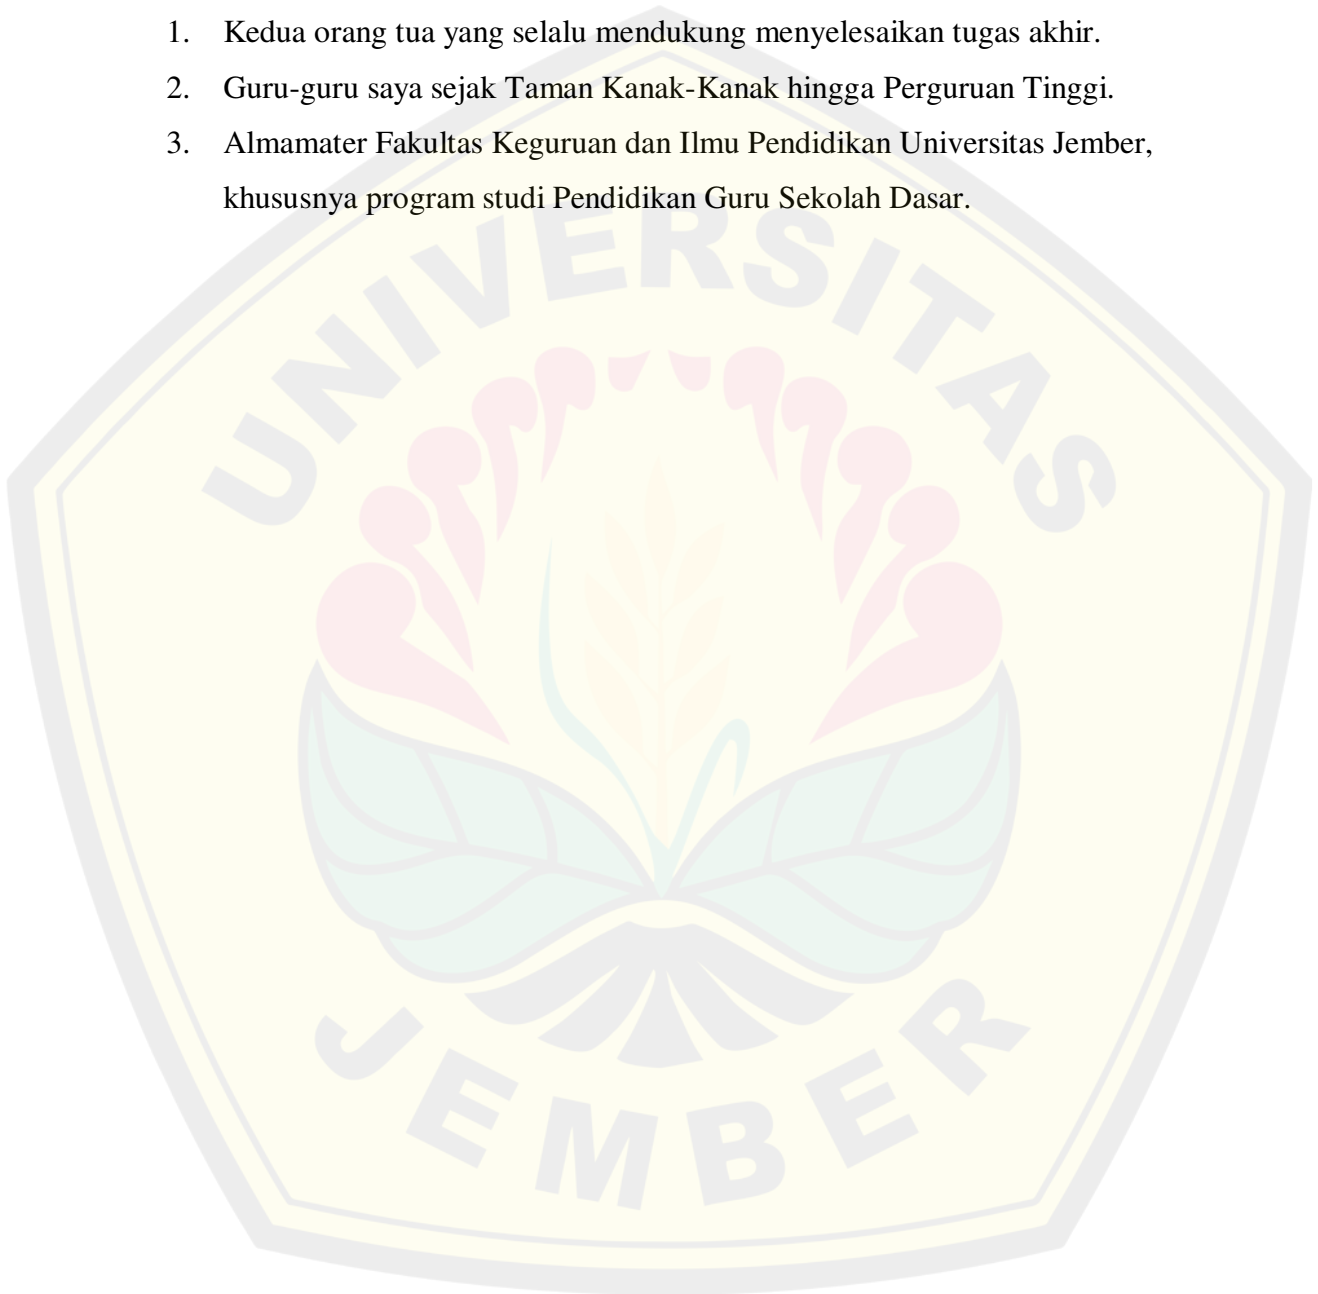 1. Kedua orang tua yang selalu mendukung menyelesaikan tugas akhir.
2. Guru-guru saya sejak Taman Kanak-Kanak hingga Perguruan Tinggi.
3. Almamater Fakultas Keguruan dan Ilmu Pendidikan Universitas Jember,
khususnya program studi Pendidikan Guru Sekolah Dasar.
UNIVERSITAS
JEMBER